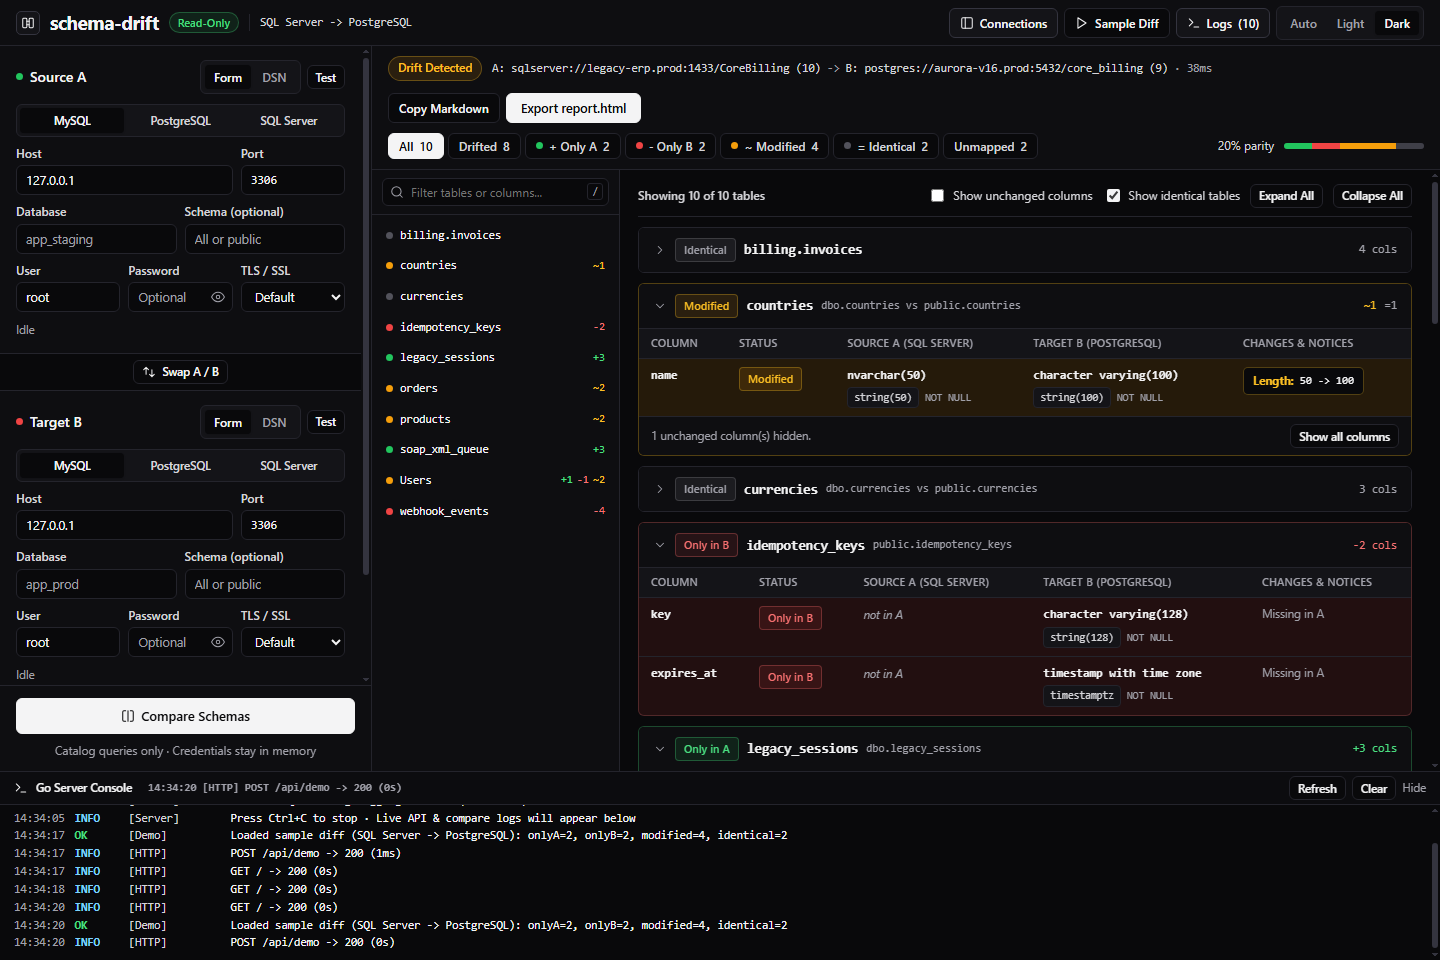 schema-drift Read-Only SQL Server -> PostgreSQL Connections Sample Diff Logs (10) Auto Light Dark
Source A Form DSN Test
MySQL PostgreSQL SQL Server
Host Port
127.0.0.1 3306
Database Schema (optional)
app_staging All or public
User Password TLS / SSL
root Optional Default
Idle
Swap A / B
Target B Form DSN Test
MySQL PostgreSQL SQL Server
Host Port
127.0.0.1 3306
Database Schema (optional)
app_prod All or public
User Password TLS / SSL
root Optional Default
Idle
Compare Schemas
Catalog queries only · Credentials stay in memory
Drift Detected A: sqlserver://legacy-erp.prod:1433/CoreBilling (10) -> B: postgres://aurora-v16.prod:5432/core_billing (9) · 38ms
Copy Markdown Export report.html
All 10 Drifted 8 + Only A 2 - Only B 2 ~ Modified 4 = Identical 2 Unmapped 2 20% parity
Filter tables or columns... /
billing.invoices
countries ~1
currencies
idempotency_keys -2
legacy_sessions +3
orders ~2
products ~2
soap_xml_queue +3
Users +1 -1 ~2
webhook_events -4
Showing 10 of 10 tables Show unchanged columns Show identical tables Expand All Collapse All
Identical billing.invoices 4 cols
Modified countries dbo.countries vs public.countries ~1 =1
COLUMN STATUS SOURCE A (SQL SERVER) TARGET B (POSTGRESQL) CHANGES & NOTICES
name Modified nvarchar(50) character varying(100) Length: 50 -> 100
string(50) NOT NULL string(100) NOT NULL
1 unchanged column(s) hidden. Show all columns
Identical currencies dbo.currencies vs public.currencies 3 cols
Only in B idempotency_keys public.idempotency_keys -2 cols
COLUMN STATUS SOURCE A (SQL SERVER) TARGET B (POSTGRESQL) CHANGES & NOTICES
key Only in B not in A character varying(128) Missing in A
string(128) NOT NULL
expires_at Only in B not in A timestamp with time zone Missing in A
timestamptz NOT NULL
Only in A legacy_sessions dbo.legacy_sessions +3 cols
Go Server Console 14:34:20 [HTTP] POST /api/demo -> 200 (0s) Refresh Clear Hide
14:34:05 INFO [Server] Press Ctrl+C to stop · Live API & compare logs will appear below
14:34:17 OK [Demo] Loaded sample diff (SQL Server -> PostgreSQL): onlyA=2, onlyB=2, modified=4, identical=2
14:34:17 INFO [HTTP] POST /api/demo -> 200 (1ms)
14:34:17 INFO [HTTP] GET / -> 200 (0s)
14:34:18 INFO [HTTP] GET / -> 200 (0s)
14:34:20 INFO [HTTP] GET / -> 200 (0s)
14:34:20 OK [Demo] Loaded sample diff (SQL Server -> PostgreSQL): onlyA=2, onlyB=2, modified=4, identical=2
14:34:20 INFO [HTTP] POST /api/demo -> 200 (0s)